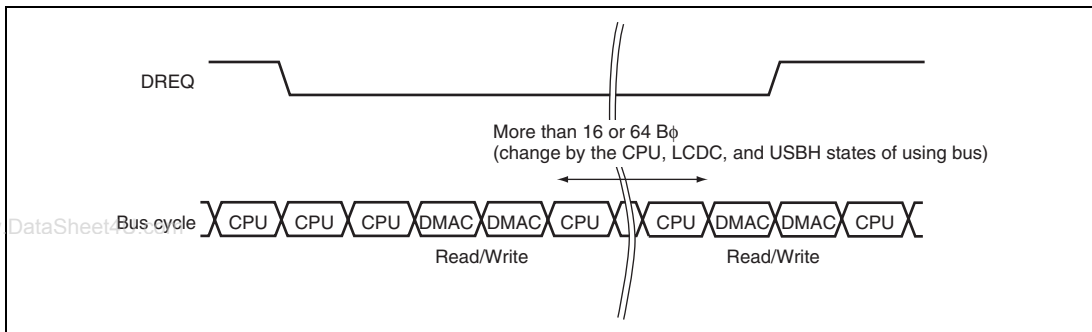 DREQ
More than 16 or 64 Bϕ
(change by the CPU, LCDC, and USBH states of using bus)
Bus cycle CPU CPU CPU DMAC DMAC CPU CPU DMAC DMAC CPU
Read/Write Read/Write